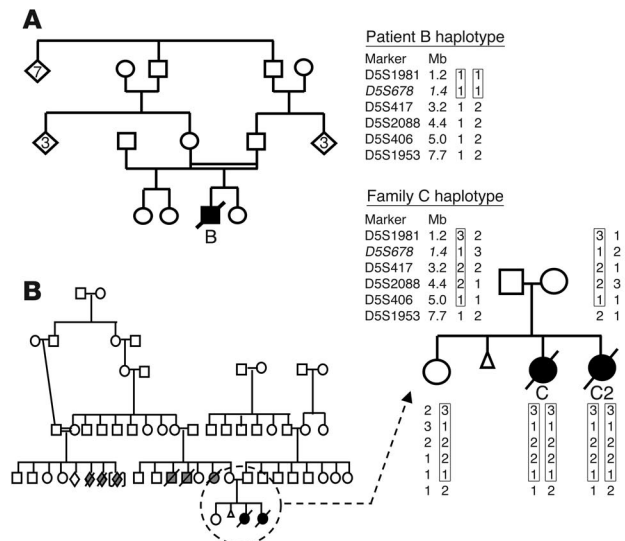 A
7
3
3
B
Patient B haplotype
Marker Mb
D5S1981 1.2 1 1
D5S678 1.4 1 1
D5S417 3.2 1 2
D5S2088 4.4 1 2
D5S406 5.0 1 2
D5S1953 7.7 1 2
Family C haplotype
Marker Mb
D5S1981 1.2 3 2 3 1
D5S678 1.4 1 3 1 2
D5S417 3.2 2 2 2 1
D5S2088 4.4 2 1 2 3
D5S406 5.0 1 1 1 1
D5S1953 7.7 1 2 2 1
B
C C2
2 3 3 3 3 3
3 1 1 1 1 1
2 2 2 2 2 2
1 2 2 2 2 2
1 1 1 1 1 1
1 2 1 2 1 2